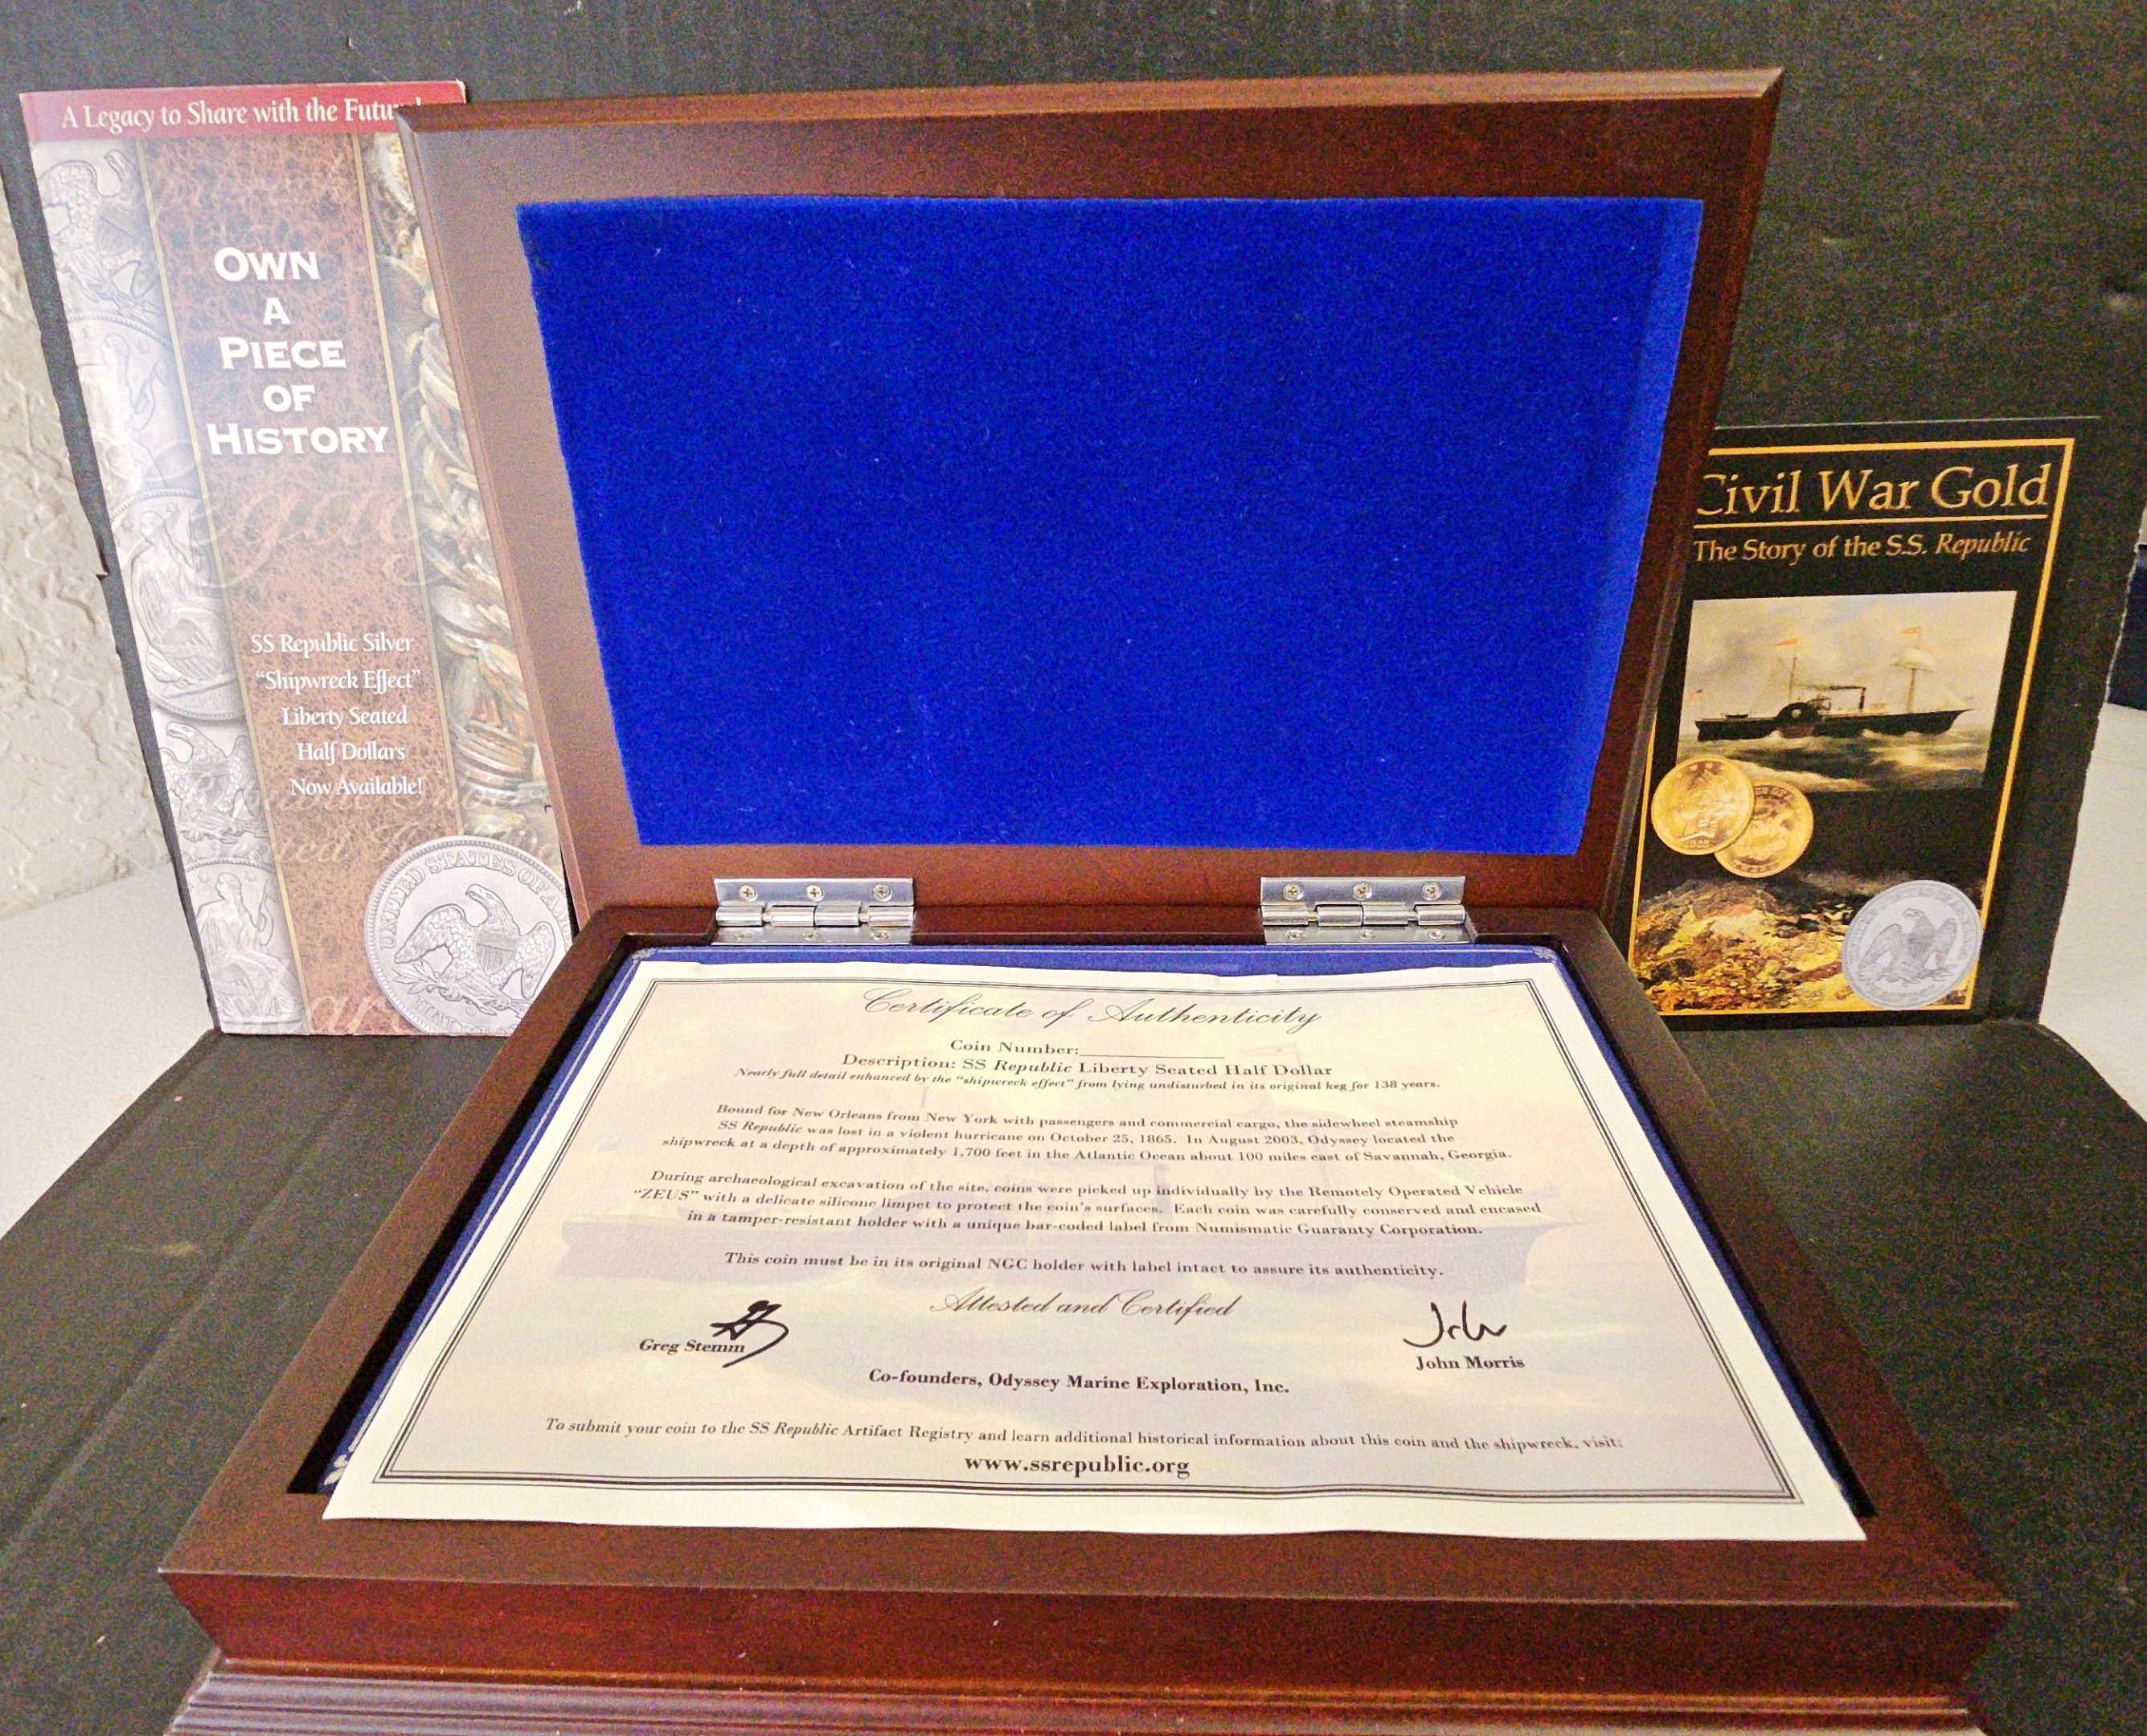 A Legacy to Share with the
OWN
A
PIECE
OF
HISTORY
SS Republic Silver
"Shipwreck Effect"
Liberty Seated
Half Dollars
Now Available!
UNITED STATES OF
Civil War Gold
The Story of the S.S. Republic
Certificate of Authenticity
Coin Number:____________
Description: SS Republic Liberty Seated Half Dollar
Nearly full detail enhanced by the "shipwreck effect" from lying undisturbed in its original keg for 138 years.
Bound for New Orleans from New York with passengers and commercial cargo, the sidewheel steamship
SS Republic was lost in a violent hurricane on October 25, 1865. In August 2003, Odyssey located the
shipwreck at a depth of approximately 1,700 feet in the Atlantic Ocean about 100 miles east of Savannah, Georgia.
During archaeological excavation of the site, coins were picked up individually by the Remotely Operated Vehicle
"ZEUS" with a delicate silicone limpet to protect the coin's surfaces. Each coin was carefully conserved and encased
in a tamper-resistant holder with a unique bar-coded label from Numismatic Guaranty Corporation.
This coin must be in its original NGC holder with label intact to assure its authenticity.
Attested and Certified
Greg Stemm
John Morris
Co-founders, Odyssey Marine Exploration, Inc.
To submit your coin to the SS Republic Artifact Registry and learn additional historical information about this coin and the shipwreck, visit:
www.ssrepublic.org